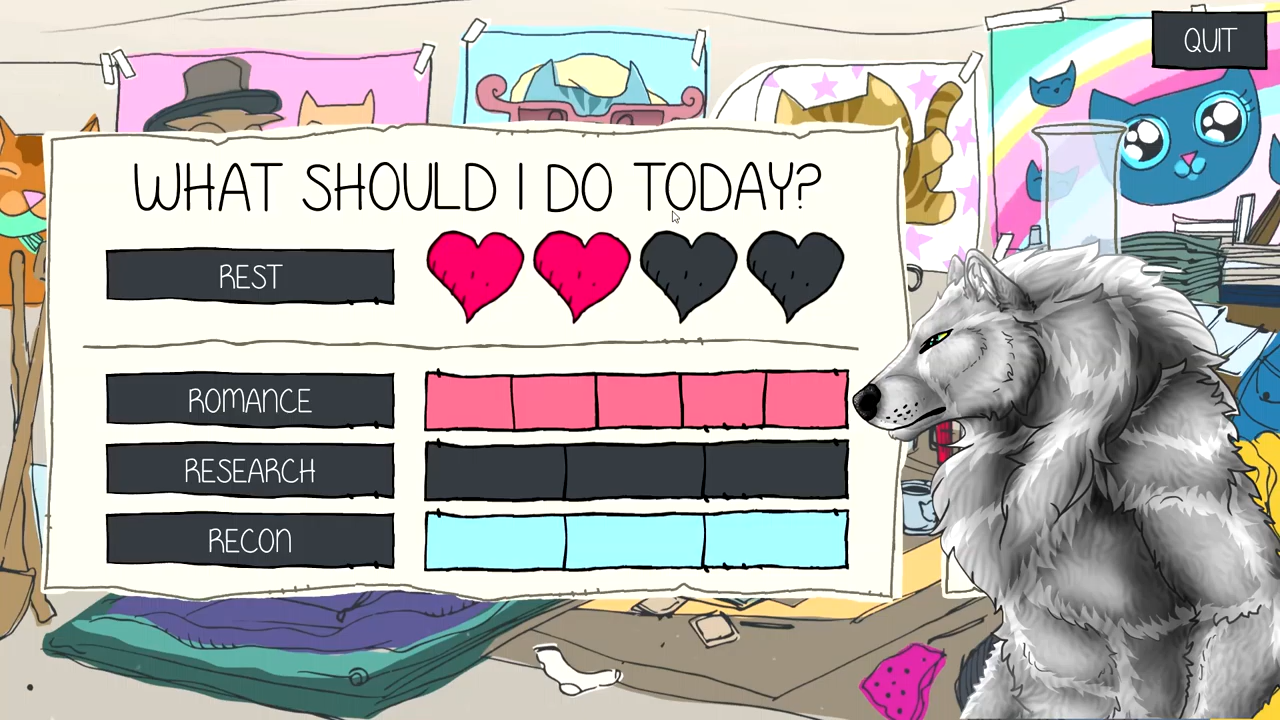 QUIT
WHAT SHOULD I DO TODAY?
REST
ROMANCE
RESEARCH
RECON